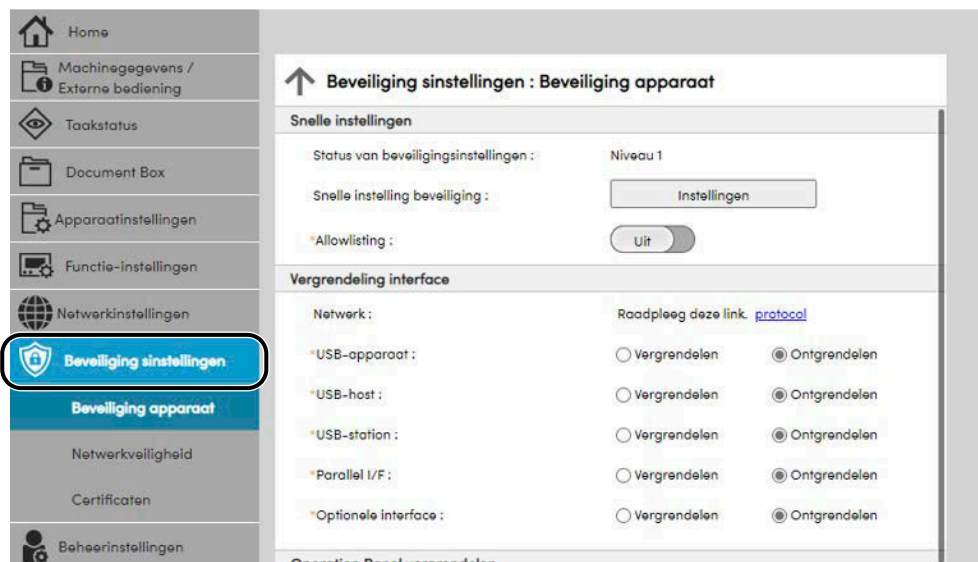 Home
Machinegegevens /
Externe bediening
Taakstatus
Document Box
Apparaatinstellingen
Functie-instellingen
Netwerkinstellingen
Beveiliging sinstellingen
Beveiliging apparaat
Netwerkveiligheid
Certificaten
Beheerinstellingen
Beveiliging sinstellingen : Beveiliging apparaat
Snelle instellingen
Status van beveiligingsinstellingen : Niveau 1
Snelle instelling beveiliging : Instellingen
*Allowlisting : Uit
Vergrendeling interface
Netwerk : Raadpleeg deze link. protocol
*USB-apparaat : Vergrendelen Ontgrendelen
*USB-host : Vergrendelen Ontgrendelen
*USB-station : Vergrendelen Ontgrendelen
*Parallel I/F : Vergrendelen Ontgrendelen
*Optionele interface : Vergrendelen Ontgrendelen